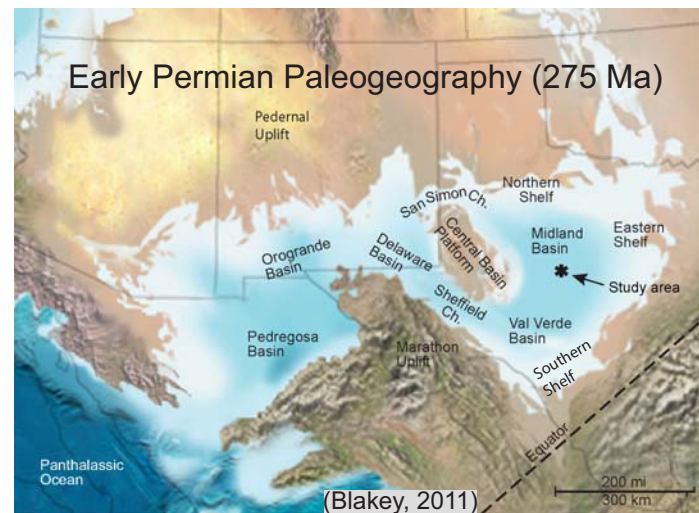 Early Permian Paleogeography (275 Ma)
Pedernal
Uplift
San Simon Ch.
Northern
Shelf
Central Basin
Platform
Midland
Basin
Eastern
Shelf
Orogrande
Basin
Delaware
Basin
Study area
Sheffield
Ch.
Val Verde
Basin
Pedregosa
Basin
Marathon
Uplift
Southern
Shelf
Equator
Panthalassic
Ocean
200 mi
300 km
(Blakey, 2011)